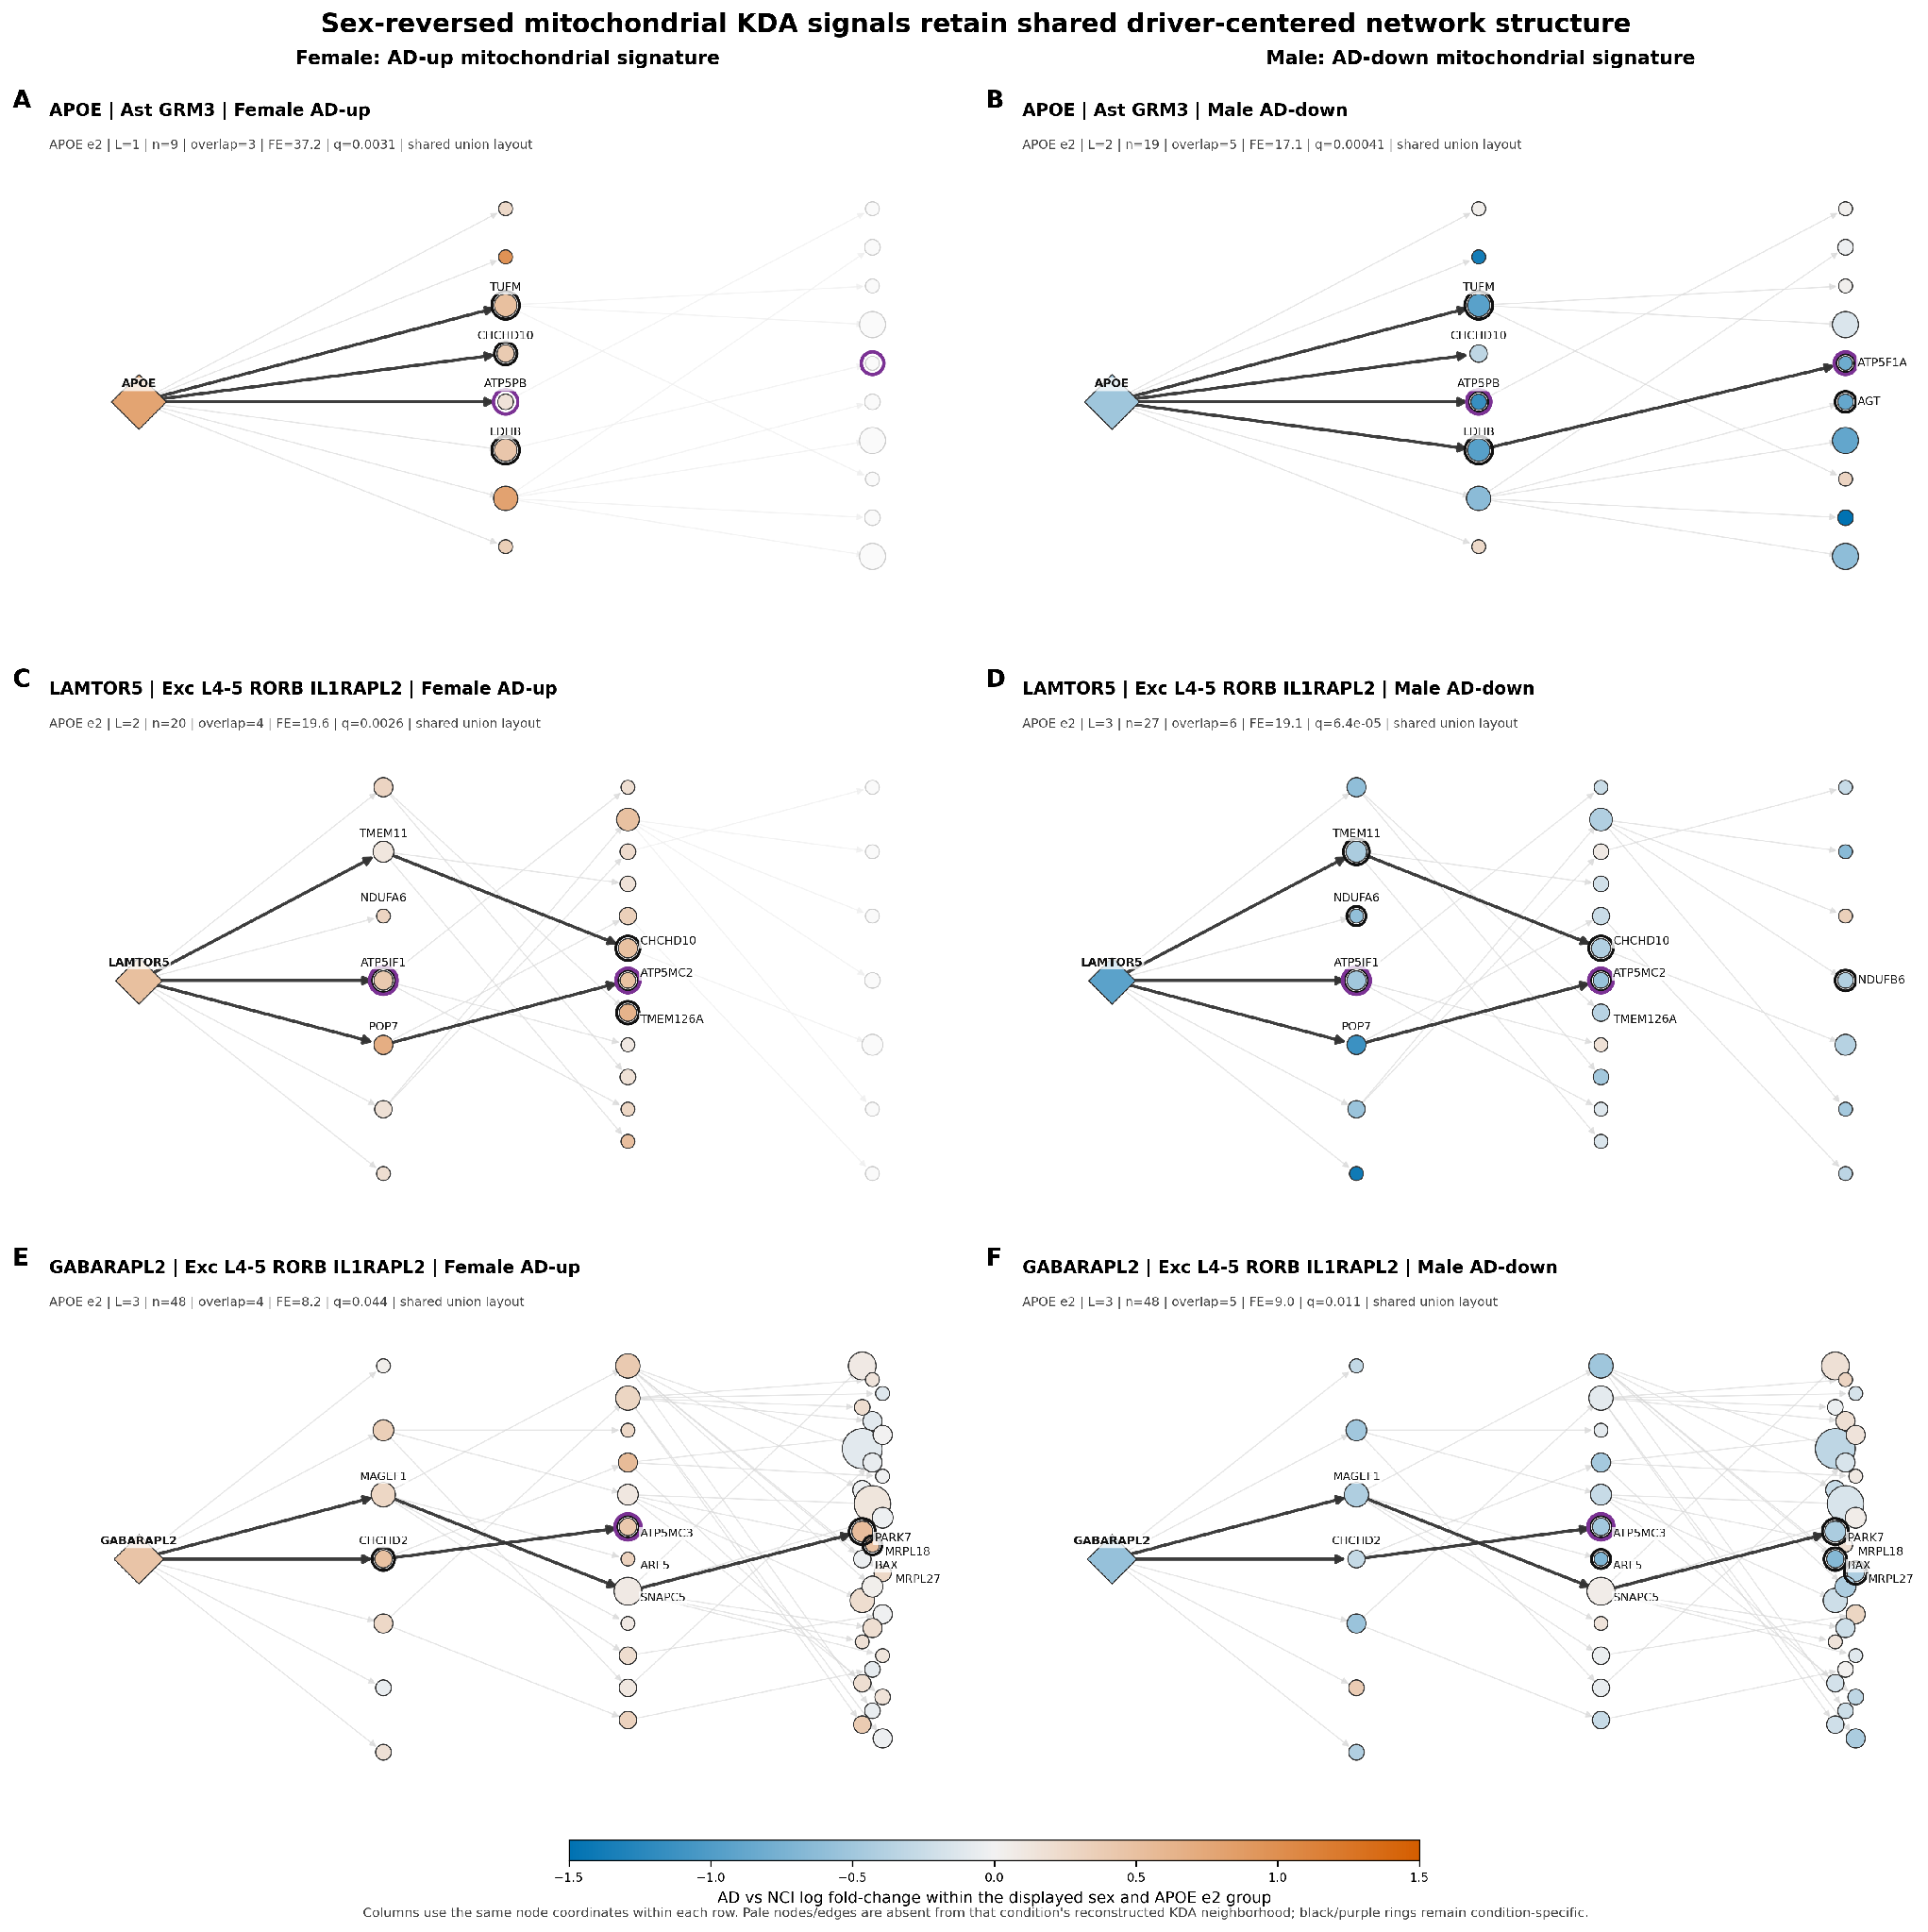 Sex-reversed mitochondrial KDA signals retain shared driver-centered network structure
Female: AD-up mitochondrial signature
Male: AD-down mitochondrial signature
A
APOE | Ast GRM3 | Female AD-up
APOE e2 | L=1 | n=9 | overlap=3 | FE=37.2 | q=0.0031 | shared union layout
TUFM
CHCHD10
APOE
ATP5PB
LDHB
B
APOE | Ast GRM3 | Male AD-down
APOE e2 | L=2 | n=19 | overlap=5 | FE=17.1 | q=0.00041 | shared union layout
TUFM
CHCHD10
ATP5F1A
APOE
ATP5PB
AGT
LDHB
C
LAMTOR5 | Exc L4-5 RORB IL1RAPL2 | Female AD-up
APOE e2 | L=2 | n=20 | overlap=4 | FE=19.6 | q=0.0026 | shared union layout
TMEM11
NDUFA6
CHCHD10
LAMTOR5
ATP5IF1
ATP5MC2
TMEM126A
POP7
D
LAMTOR5 | Exc L4-5 RORB IL1RAPL2 | Male AD-down
APOE e2 | L=3 | n=27 | overlap=6 | FE=19.1 | q=6.4e-05 | shared union layout
TMEM11
NDUFA6
CHCHD10
LAMTOR5
ATP5IF1
ATP5MC2
NDUFB6
TMEM126A
POP7
E
GABARAPL2 | Exc L4-5 RORB IL1RAPL2 | Female AD-up
APOE e2 | L=3 | n=48 | overlap=4 | FE=8.2 | q=0.044 | shared union layout
MAGEF1
ATP5MC3
PARK7
GABARAPL2
CHCHD2
MRPL18
ARL5
BAX
MRPL27
SNAPC5
F
GABARAPL2 | Exc L4-5 RORB IL1RAPL2 | Male AD-down
APOE e2 | L=3 | n=48 | overlap=5 | FE=9.0 | q=0.011 | shared union layout
MAGEF1
ATP5MC3
PARK7
GABARAPL2
CHCHD2
MRPL18
ARL5
BAX
MRPL27
SNAPC5
−1.5
−1.0
−0.5
0.0
0.5
1.0
1.5
AD vs NCI log fold-change within the displayed sex and APOE e2 group
Columns use the same node coordinates within each row. Pale nodes/edges are absent from that condition's reconstructed KDA neighborhood; black/purple rings remain condition-specific.